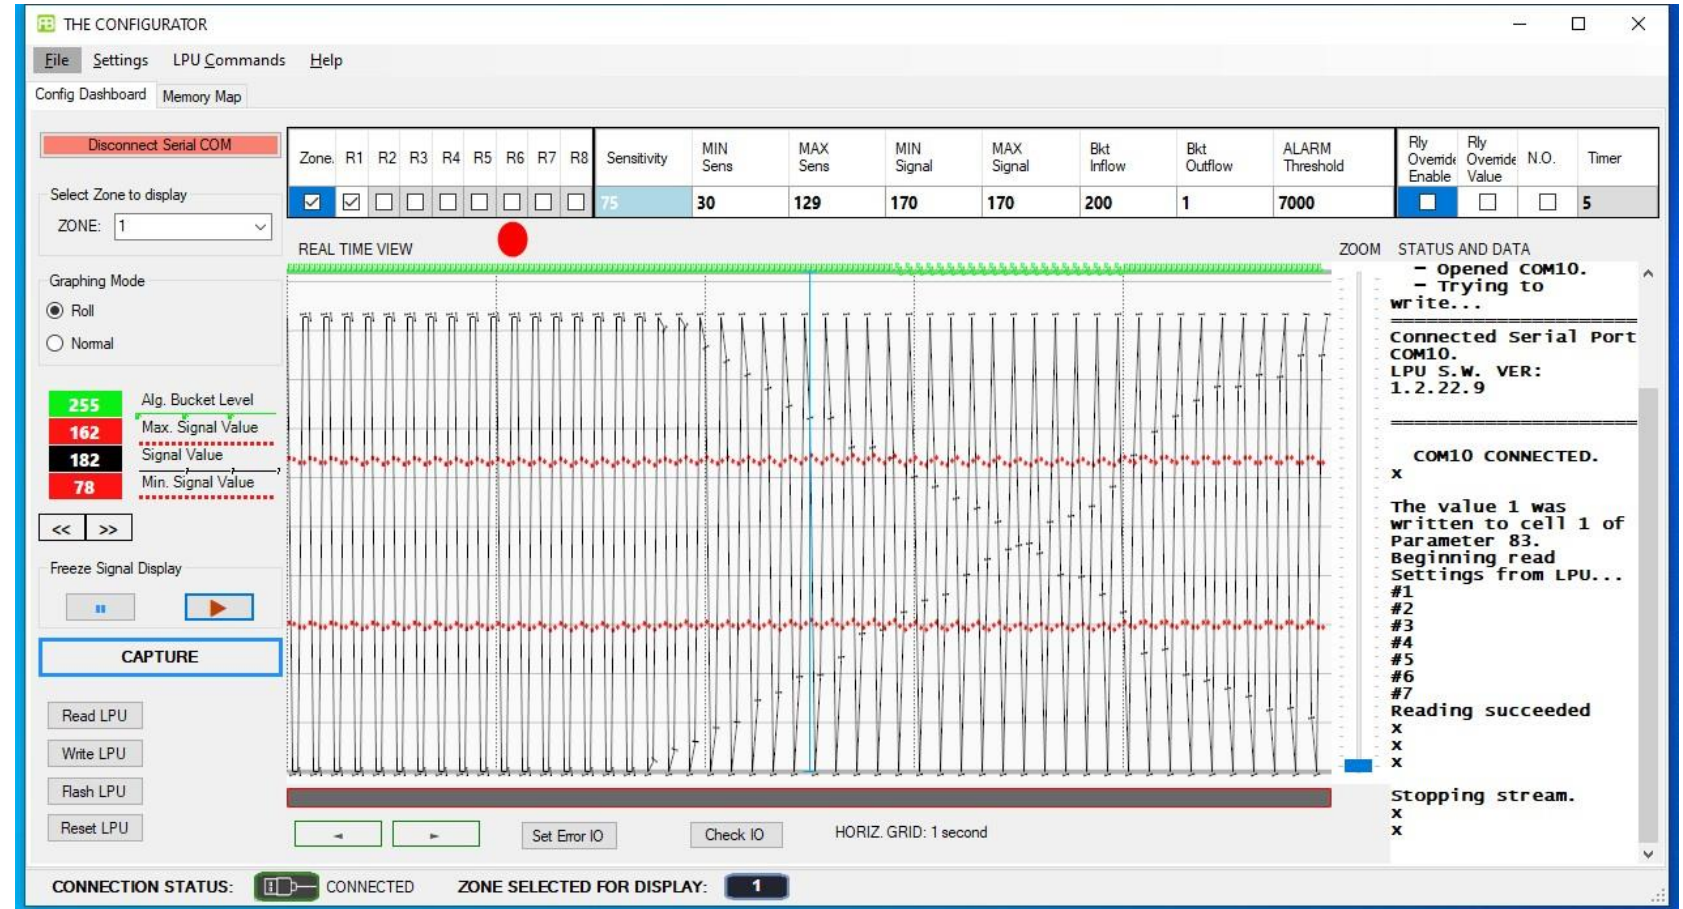 THE CONFIGURATOR
File Settings LPU Commands Help
Config Dashboard Memory Map
Disconnect Serial COM
Select Zone to display
ZONE: 1
Graphing Mode
Roll
Normal
255 Alg. Bucket Level
162 Max. Signal Value
182 Signal Value
78 Min. Signal Value
<< >>
Freeze Signal Display
CAPTURE
Read LPU
Write LPU
Flash LPU
Reset LPU
Zone. R1 R2 R3 R4 R5 R6 R7 R8 Sensitivity MIN Sens MAX Sens MIN Signal MAX Signal Bkt Inflow Bkt Outflow ALARM Threshold Rly Override Enable Rly Override Value N.O. Timer
75 30 129 170 170 200 1 7000 5
REAL TIME VIEW
ZOOM
Set Error IO Check IO HORIZ. GRID: 1 second
STATUS AND DATA
- Opened COM10.
- Trying to
write...
=====================
Connected Serial Port
COM10.
LPU S.W. VER:
1.2.22.9
=====================
COM10 CONNECTED.
x
The value 1 was
written to cell 1 of
Parameter 83.
Beginning read
Settings from LPU...
#1
#2
#3
#4
#5
#6
#7
Reading succeeded
x
x
x
Stopping stream.
x
x
CONNECTION STATUS: CONNECTED ZONE SELECTED FOR DISPLAY: 1